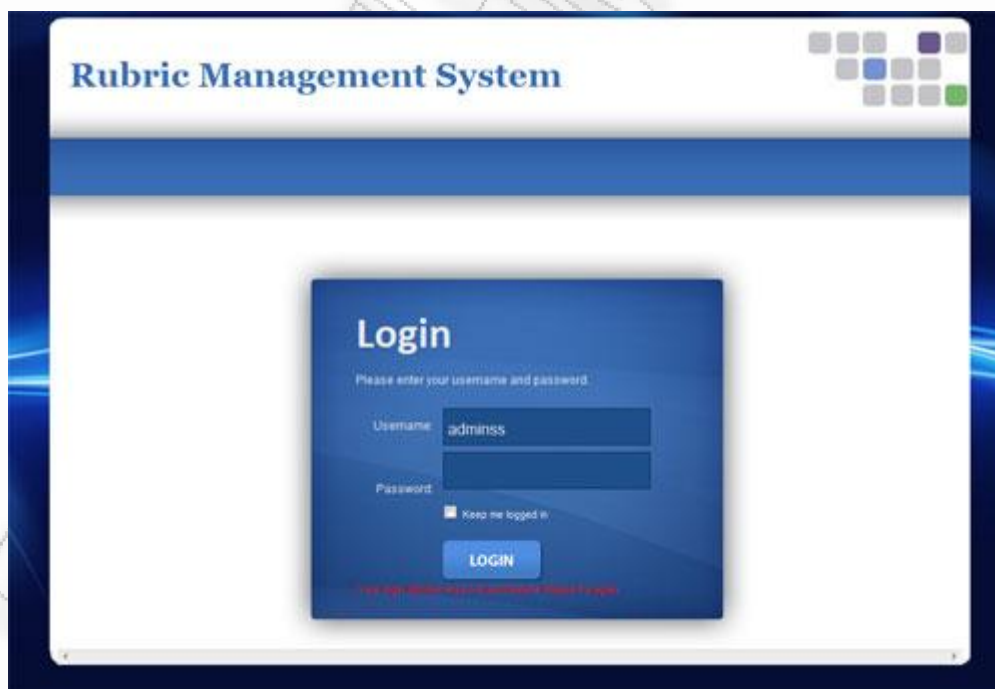 Rubric Management System
Login
Please enter your username and password.
Username:
adminss
Password:
Keep me logged in
LOGIN